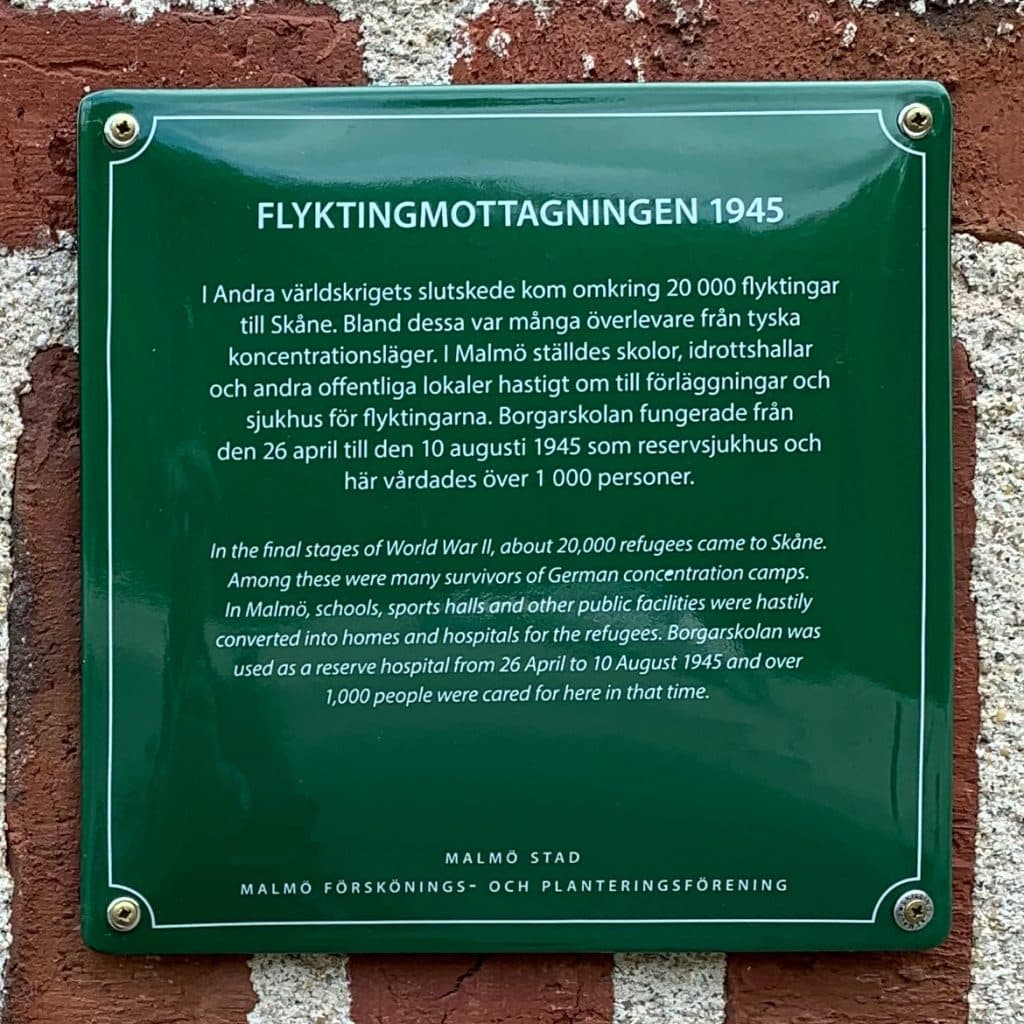 FLYKTINGMOTTAGNINGEN 1945
I Andra världskrigets slutskede kom omkring 20 000 flyktingar
till Skåne. Bland dessa var många överlevare från tyska
koncentrationsläger. I Malmö ställdes skolor, idrottshallar
och andra offentliga lokaler hastigt om till förläggningar och
sjukhus för flyktingarna. Borgarskolan fungerade från
den 26 april till den 10 augusti 1945 som reservsjukhus och
här vårdades över 1 000 personer.
In the final stages of World War II, about 20,000 refugees came to Skåne.
Among these were many survivors of German concentration camps.
In Malmö, schools, sports halls and other public facilities were hastily
converted into homes and hospitals for the refugees. Borgarskolan was
used as a reserve hospital from 26 April to 10 August 1945 and over
1,000 people were cared for here in that time.
MALMÖ STAD
MALMÖ FÖRSKÖNINGS- OCH PLANTERINGSFÖRENING